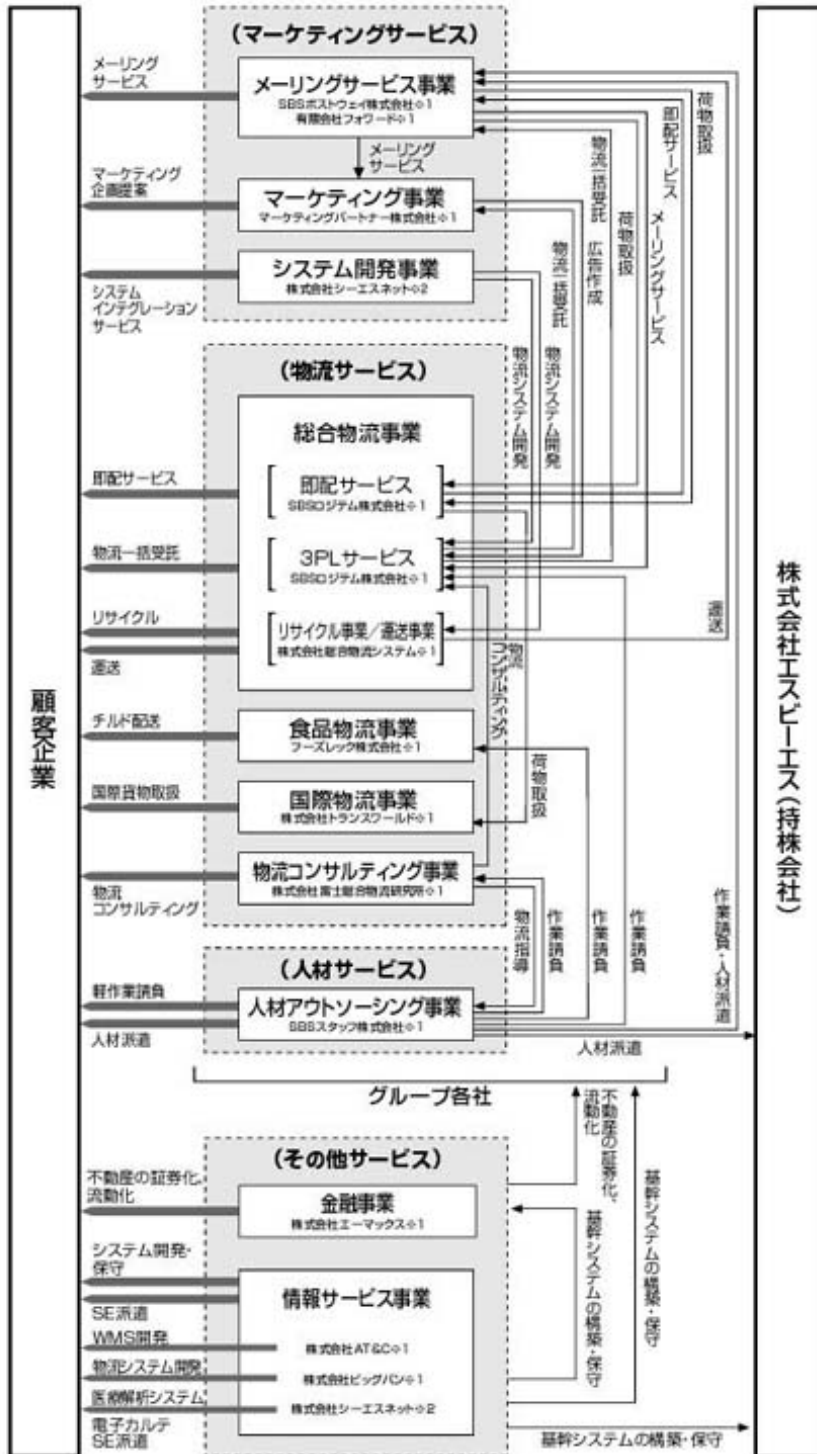 (マーケティングサービス)
メーリング
サービス
メーリングサービス事業
SBSポストウェイ株式会社※1
有限会社フォワード※1
メーリング
サービス
マーケティング
企画提案
マーケティング事業
マーケティングパートナー株式会社※1
システム開発事業
株式会社シーエスネット※2
システム
インテグレーション
サービス
荷物取扱
即配サービス
メーリングサービス
荷物取扱
物流一括受託
広告作成
物流一括受託
物流システム開発
物流システム開発
(物流サービス)
総合物流事業
即配サービス
即配サービス
SBSロジテム株式会社※1
物流一括受託
3PLサービス
SBSロジテム株式会社※1
リサイクル
リサイクル事業/運送事業
株式会社総合物流システム※1
運送
運送
物流
コンサルティング
チルド配送
食品物流事業
フーズレック株式会社※1
荷物取扱
国際貨物取扱
国際物流事業
株式会社トランスワールド※1
物流コンサルティング事業
株式会社富士総合物流研究所※1
物流
コンサルティング
物流指導
作業請負
作業請負
作業請負
作業請負・人材派遣
(人材サービス)
軽作業請負
人材アウトソーシング事業
SBSスタッフ株式会社※1
人材派遣
人材派遣
グループ各社
顧客企業
株式会社エスビーエス(持株会社)
(その他サービス)
不動産の証券化、
流動化
金融事業
株式会社エーマックス※1
不動産の証券化、
流動化
基幹システムの構築・保守
基幹システムの構築・保守
システム開発・
保守
情報サービス事業
SE派遣
WMS開発
株式会社AT&C※1
物流システム開発
株式会社ビッグバン※1
医療解析システム
株式会社シーエスネット※2
電子カルテ
SE派遣
基幹システムの構築・保守